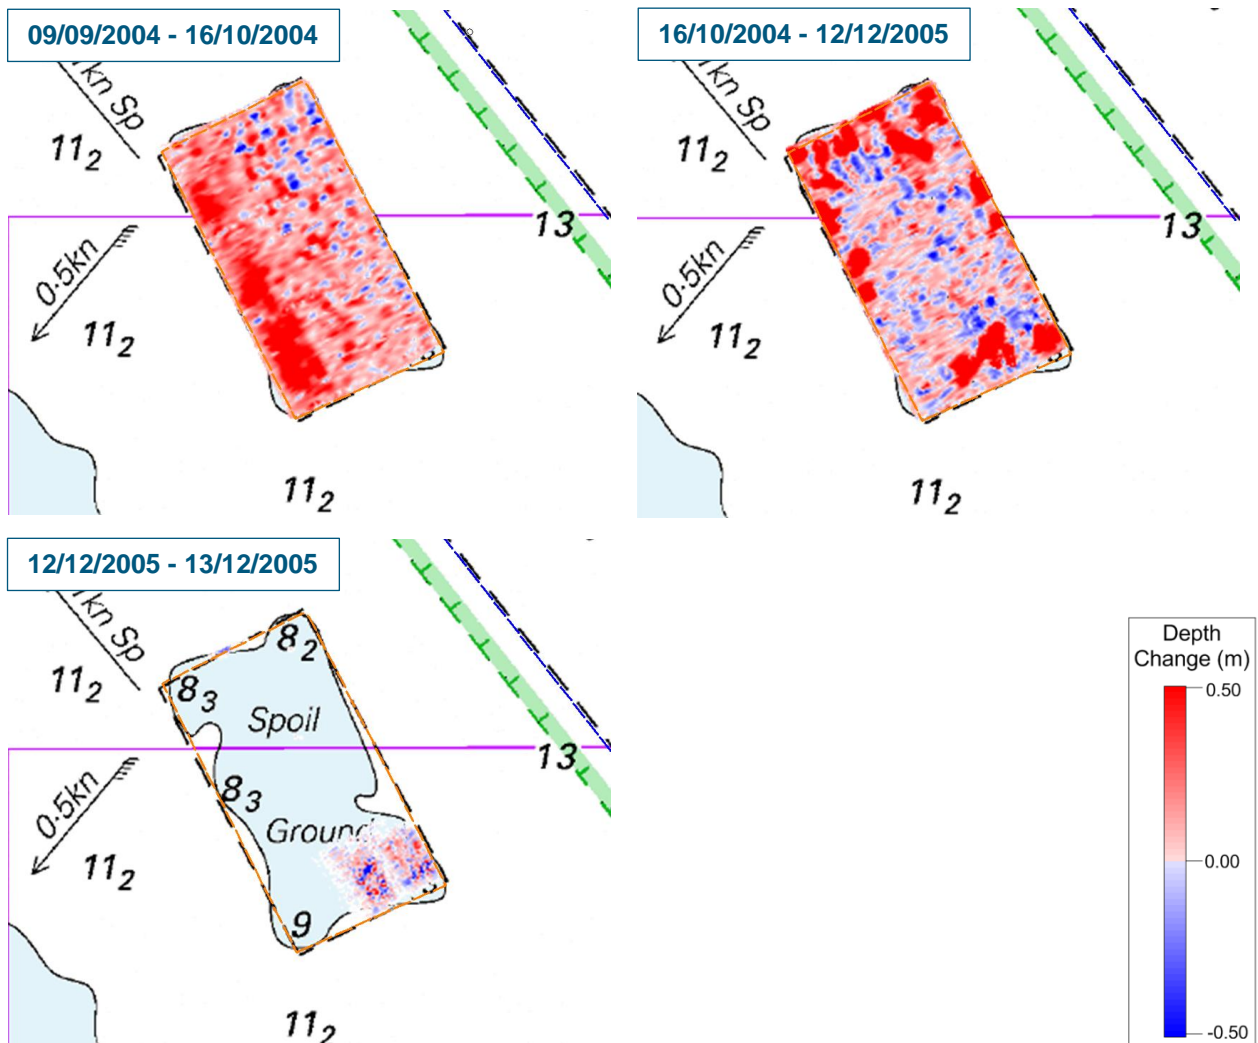 09/09/2004 - 16/10/2004
kn Sp
11₂
13
0·5kn
11₂
11₂
16/10/2004 - 12/12/2005
kn Sp
11₂
13
0·5kn
11₂
11₂
12/12/2005 - 13/12/2005
kn Sp
8₂
11₂
8₃
Spoil
13
0·5kn
8₃
Ground
11₂
9
11₂
Depth
Change (m)
0.50
0.00
-0.50